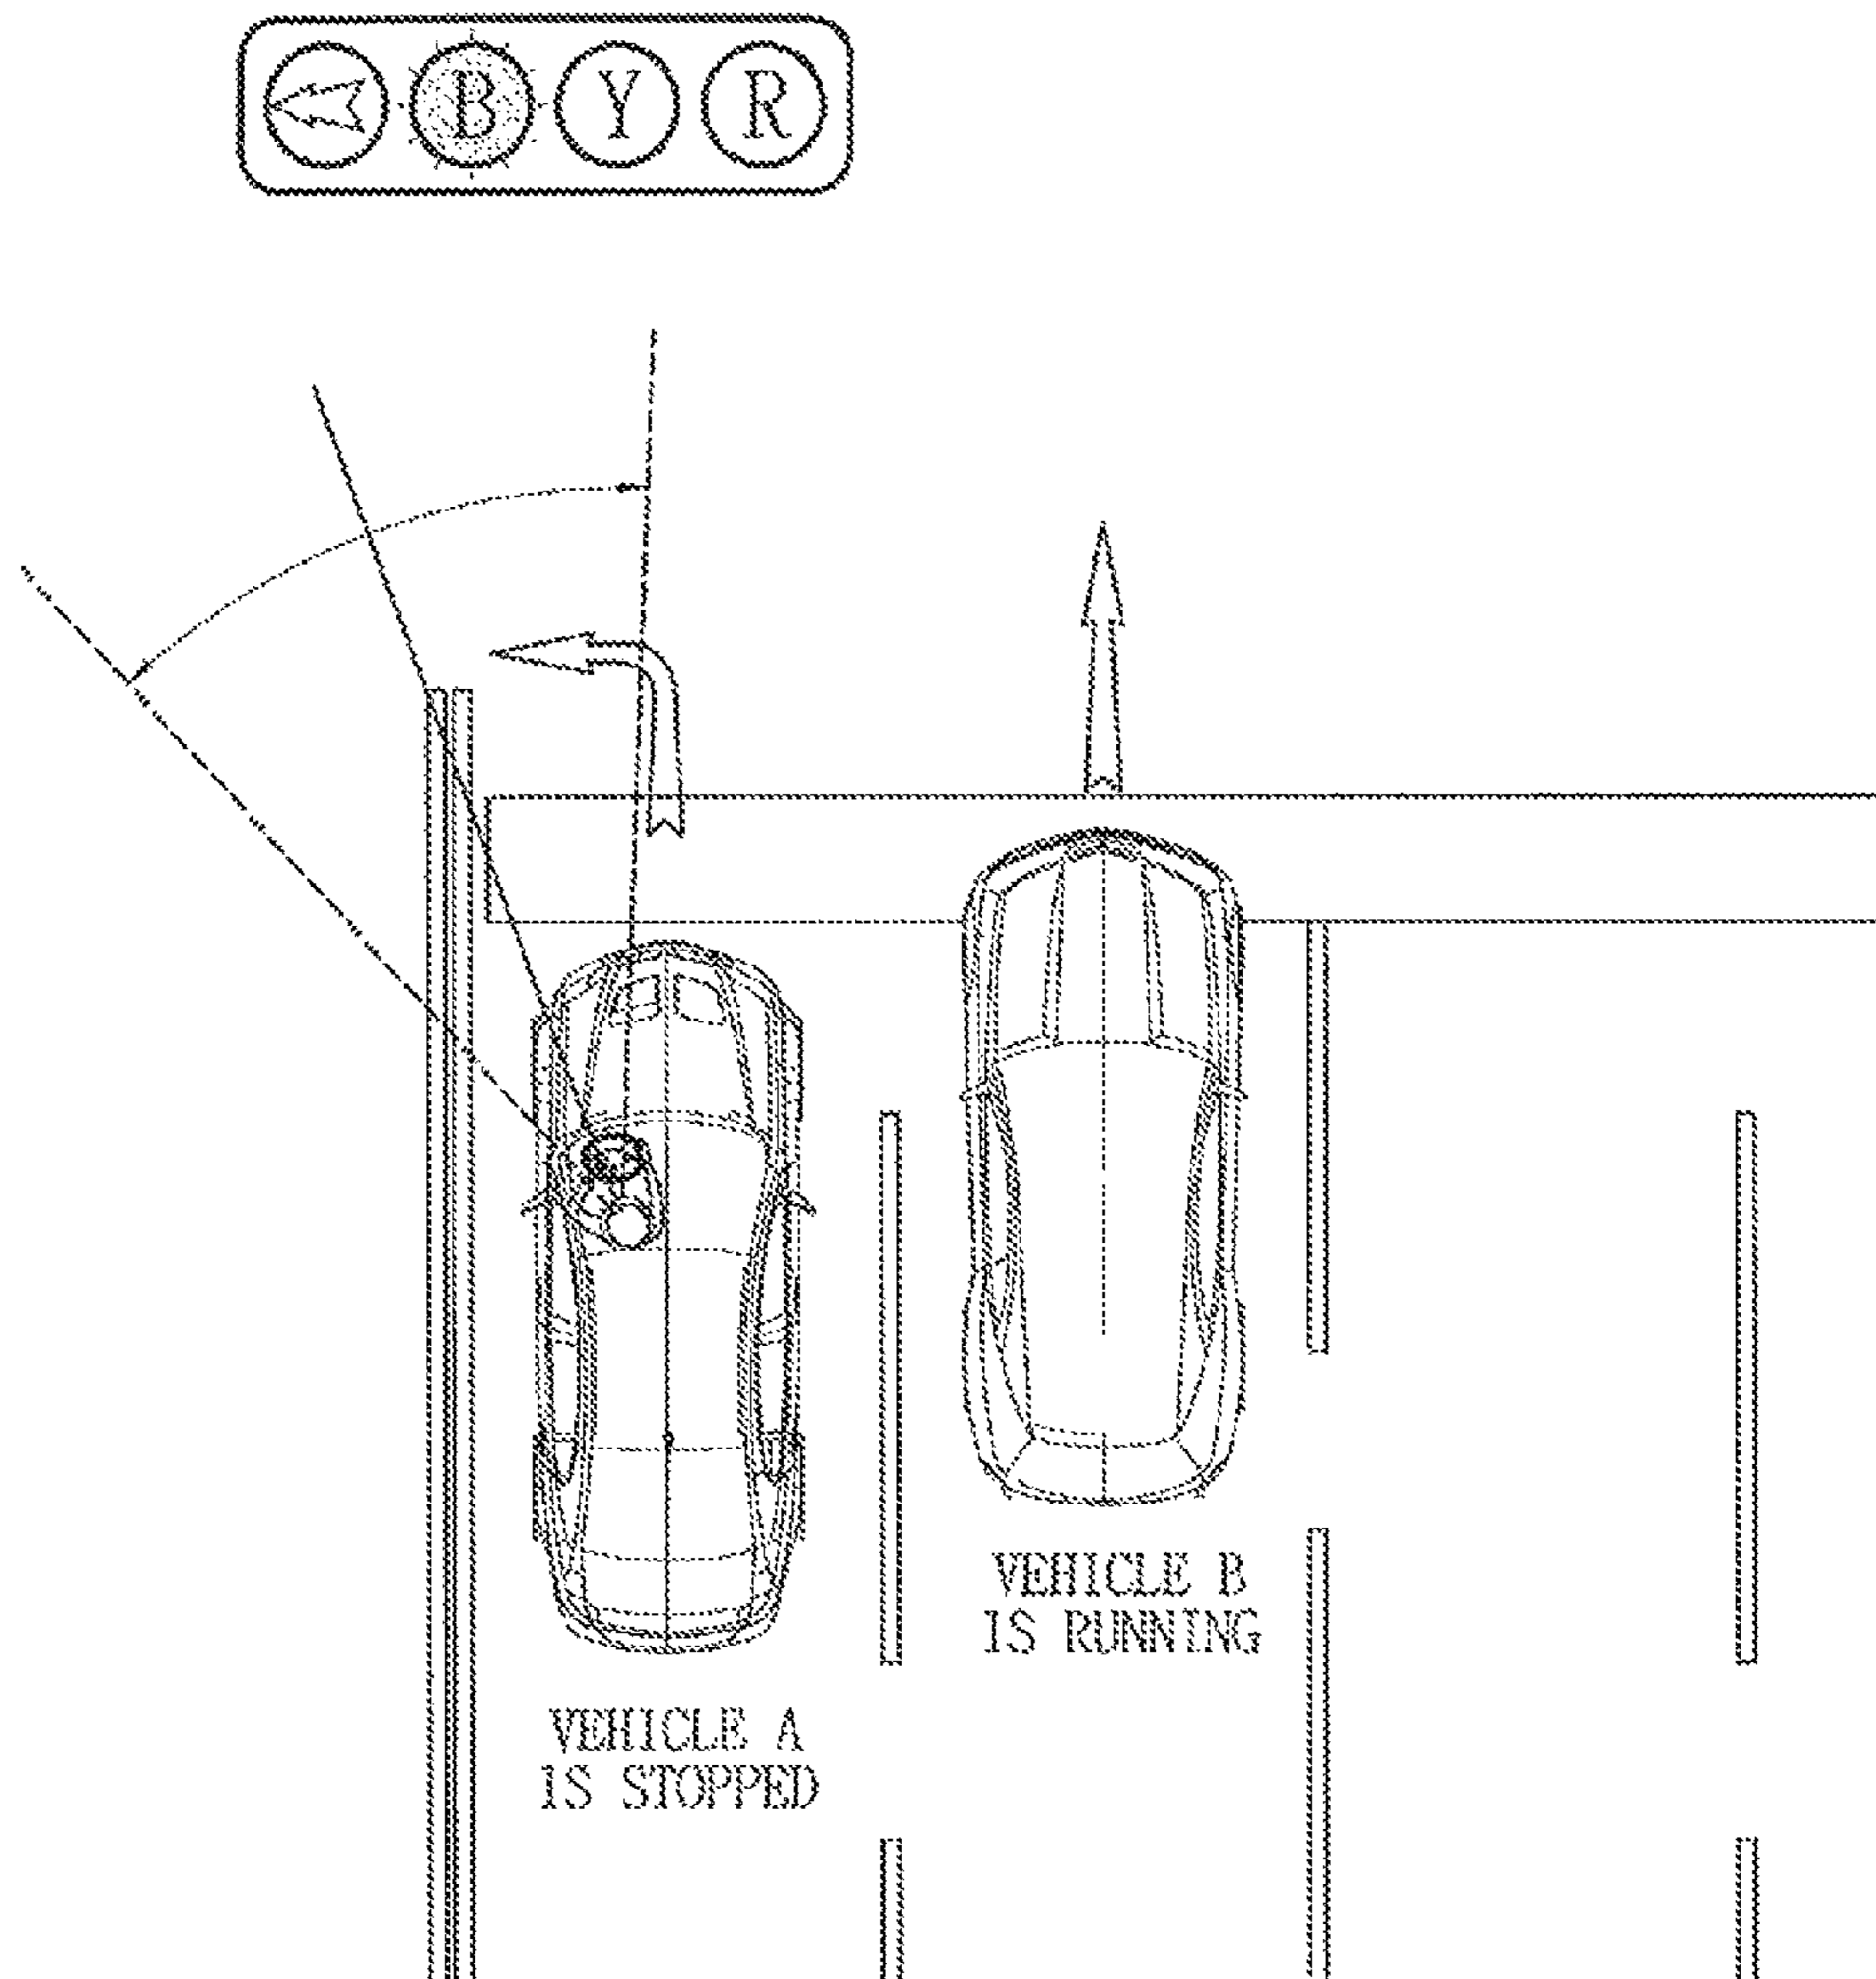 B Y R
VEHICLE B
IS RUNNING
VEHICLE A
IS STOPPED